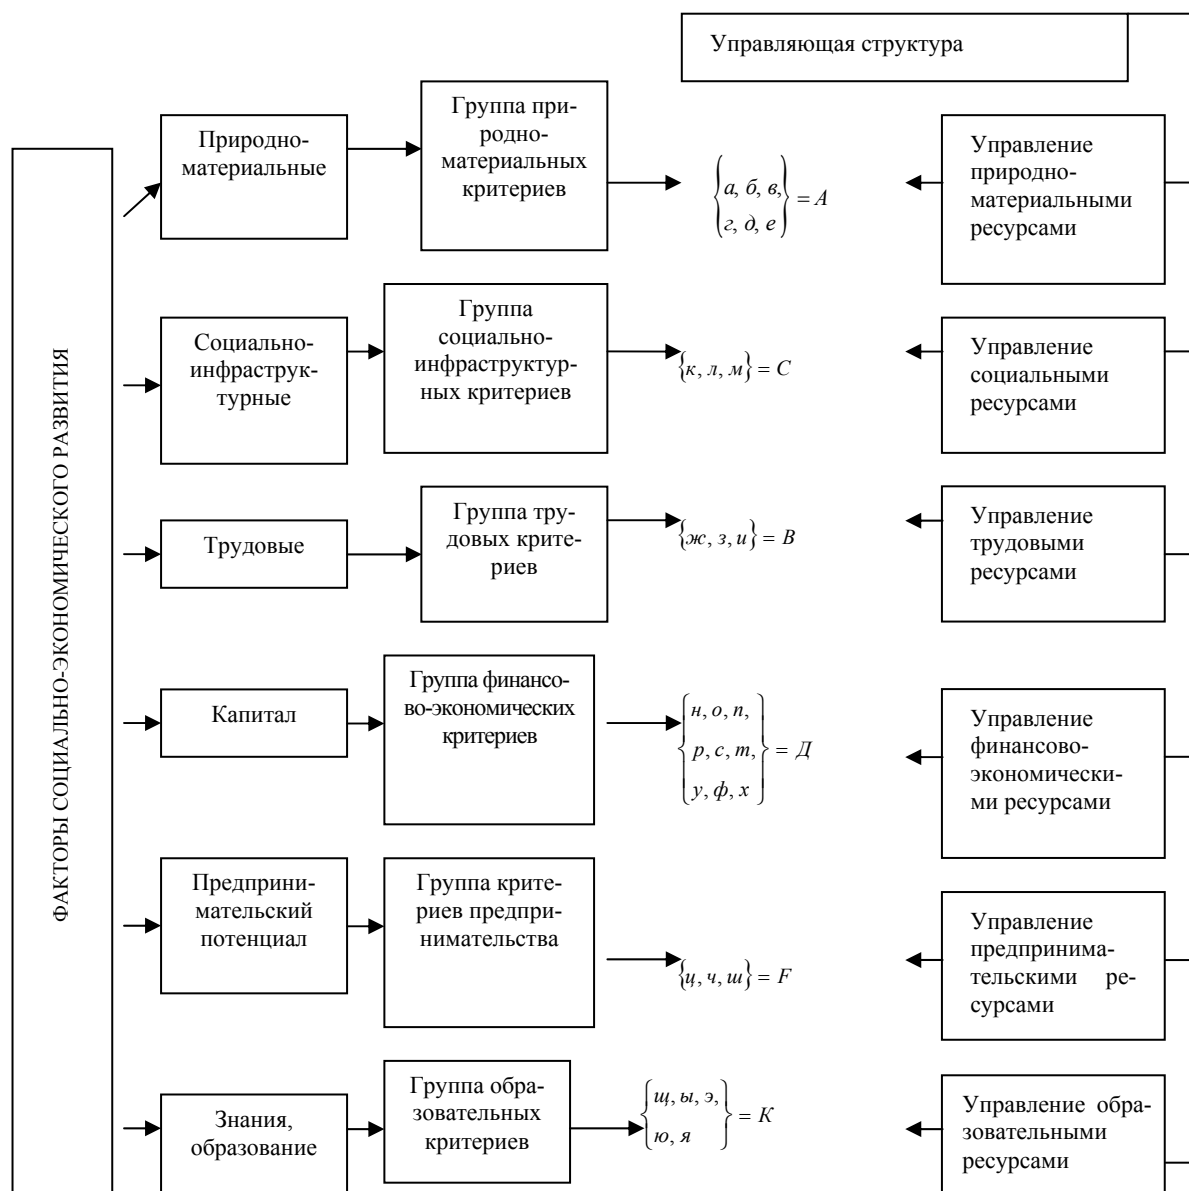 Управляющая структура
ФАКТОРЫ СОЦИАЛЬНО-ЭКОНОМИЧЕСКОГО РАЗВИТИЯ
Природно-
материальные
Группа при-
родно-
материальных
критериев
{а, б, в,
г, д, е} = А
Управление
природно-
материальными
ресурсами
Социально-
инфраструк-
турные
Группа
социально-
инфраструктур-
ных критериев
{к, л, м} = С
Управление
социальными
ресурсами
Трудовые
Группа тру-
довых крите-
риев
{ж, з, и} = В
Управление
трудовыми
ресурсами
Капитал
Группа финансо-
во-экономических
критериев
{н, о, п,
р, с, т,
у, ф, х} = Д
Управление
финансово-
экономически-
ми ресурсами
Предприни-
мательский
потенциал
Группа крите-
риев предпри-
нимательства
{ц, ч, ш} = F
Управление
предпринима-
тельскими ре-
сурсами
Знания,
образование
Группа обра-
зовательных
критериев
{щ, ы, э,
ю, я} = К
Управление обра-
зовательными
ресурсами